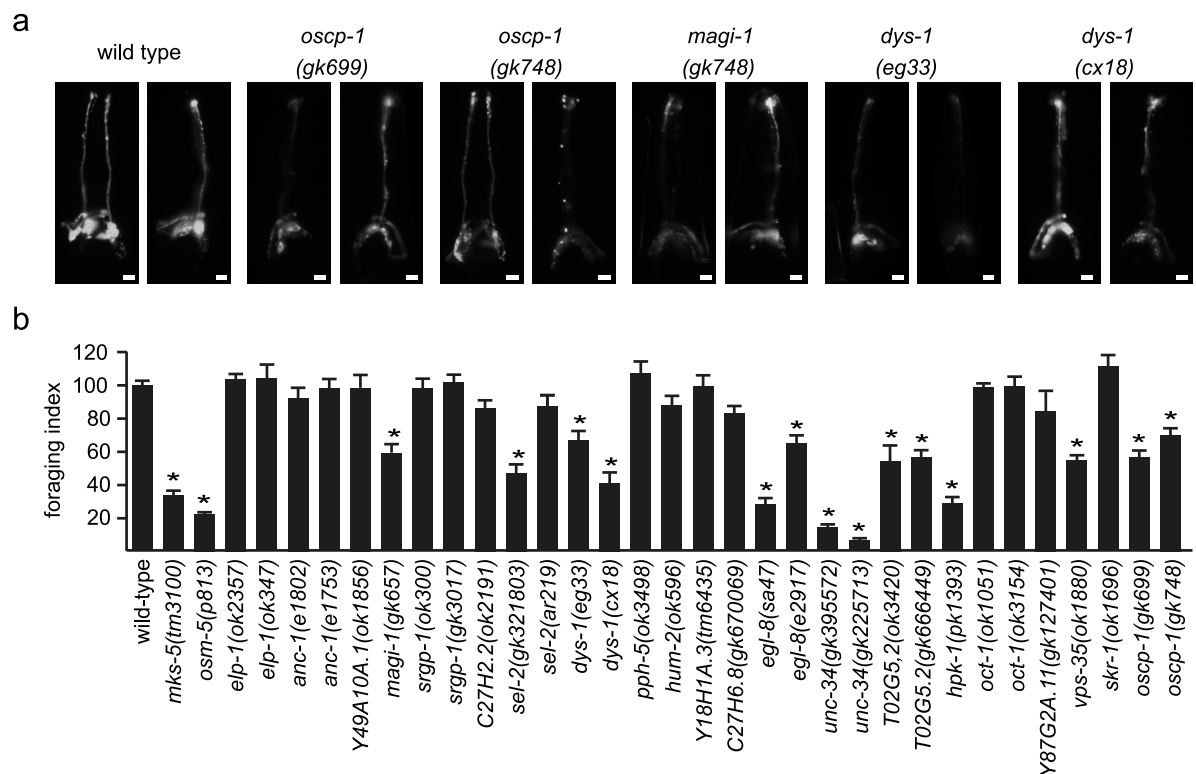 a
wild type
oscp-1
(gk699)
oscp-1
(gk748)
magi-1
(gk748)
dys-1
(eg33)
dys-1
(cx18)
b
foraging index
120
100
80
60
40
20
* * * * * * * * * * * * * * * *
wild-type
mks-5(tm3100)
osm-5(p813)
elp-1(ok2357)
elp-1(ok347)
anc-1(e1802)
anc-1(e1753)
Y49A10A.1(ok1856)
magi-1(gk657)
srgp-1(ok300)
srgp-1(gk3017)
C27H2.2(ok2191)
sel-2(gk321803)
sel-2(ar219)
dys-1(eg33)
dys-1(cx18)
pph-5(ok3498)
hum-2(ok596)
Y18H1A.3(tm6435)
C27H6.8(gk670069)
egl-8(sa47)
egl-8(e2917)
unc-34(gk395572)
unc-34(gk225713)
T02G5,2(ok3420)
T02G5.2(gk666449)
hpk-1(pk1393)
oct-1(ok1051)
oct-1(ok3154)
Y87G2A.11(gk127401)
vps-35(ok1880)
skr-1(ok1696)
oscp-1(gk699)
oscp-1(gk748)